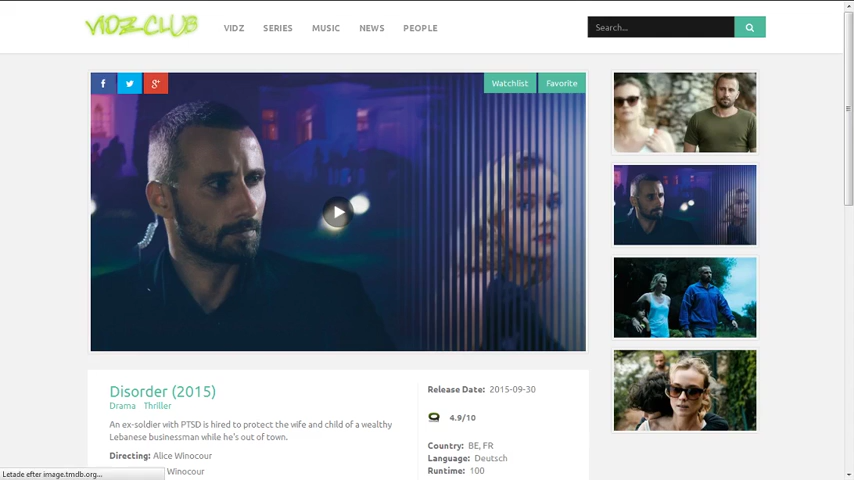 VIDZ.CLUB
VIDZ SERIES MUSIC NEWS PEOPLE
Search...
f g+ Watchlist Favorite
Disorder (2015)
Drama Thriller
An ex-soldier with PTSD is hired to protect the wife and child of a wealthy
Lebanese businessman while he's out of town.
Directing: Alice Winocour
Winocour
Release Date: 2015-09-30
4.9/10
Country: BE, FR
Language: Deutsch
Runtime: 100
Letade efter image.tmdb.org...